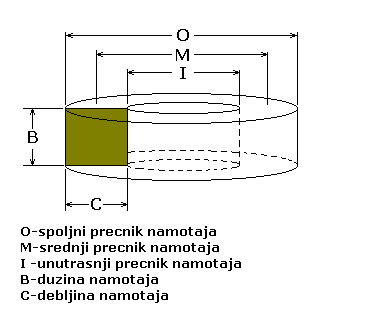 O
M
I
B
C
O-spoljni precnik namotaja
M-srednji precnik namotaja
I -unutrasnji precnik namotaja
B-duzina namotaja
C-debljina namotaja